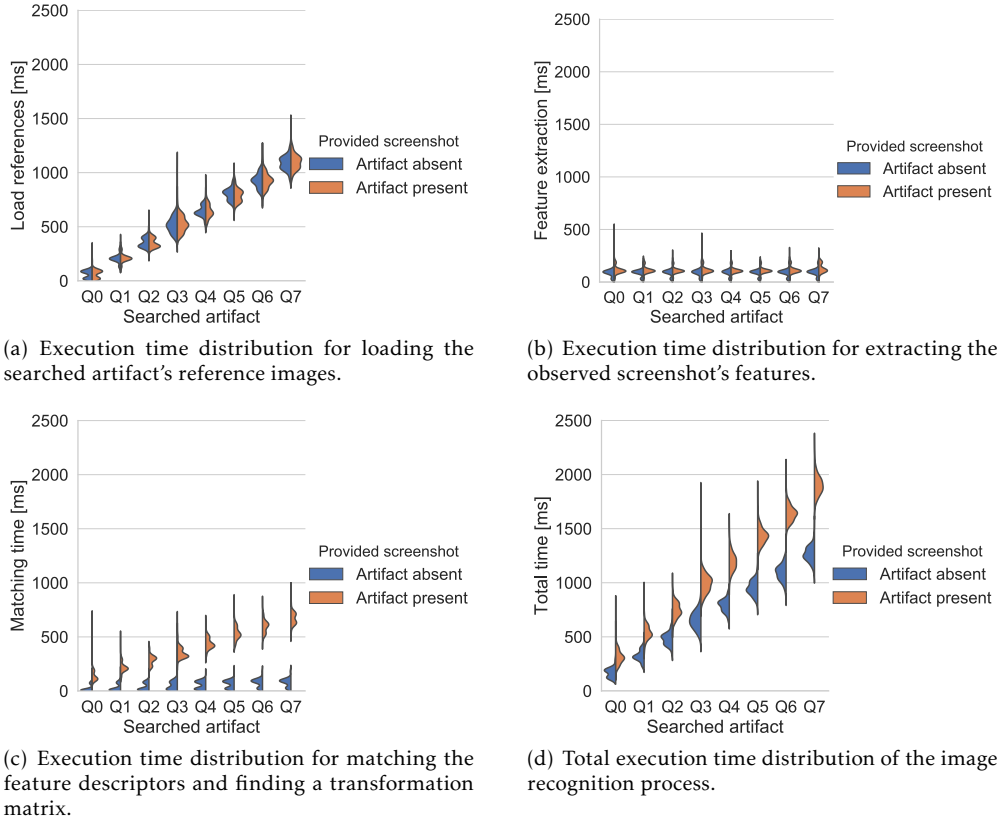 2500
2000
1500
1000
500
0
Load references [ms]
Q0 Q1 Q2 Q3 Q4 Q5 Q6 Q7
Searched artifact
Provided screenshot
Artifact absent
Artifact present
(a) Execution time distribution for loading the
searched artifact's reference images.
2500
2000
1500
1000
500
0
Feature extraction [ms]
Q0 Q1 Q2 Q3 Q4 Q5 Q6 Q7
Searched artifact
Provided screenshot
Artifact absent
Artifact present
(b) Execution time distribution for extracting the
observed screenshot's features.
2500
2000
1500
1000
500
0
Matching time [ms]
Q0 Q1 Q2 Q3 Q4 Q5 Q6 Q7
Searched artifact
Provided screenshot
Artifact absent
Artifact present
(c) Execution time distribution for matching the
feature descriptors and finding a transformation
matrix.
2500
2000
1500
1000
500
0
Total time [ms]
Q0 Q1 Q2 Q3 Q4 Q5 Q6 Q7
Searched artifact
Provided screenshot
Artifact absent
Artifact present
(d) Total execution time distribution of the image
recognition process.